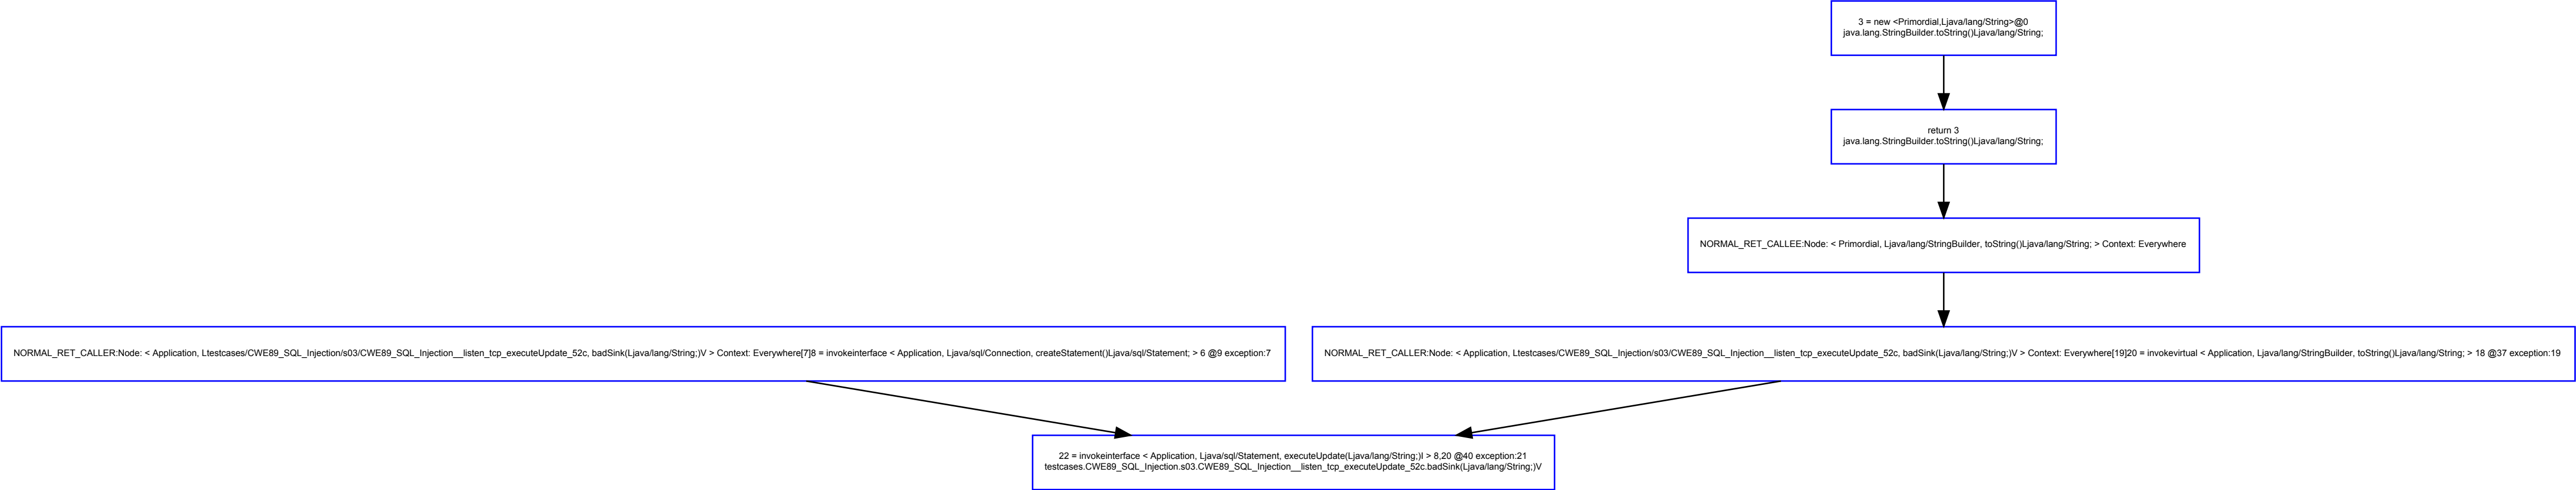 3 = new <Primordial,Ljava/lang/String>@0
java.lang.StringBuilder.toString()Ljava/lang/String;
return 3
java.lang.StringBuilder.toString()Ljava/lang/String;
NORMAL_RET_CALLEE:Node: < Primordial, Ljava/lang/StringBuilder, toString()Ljava/lang/String; > Context: Everywhere
NORMAL_RET_CALLER:Node: < Application, Ltestcases/CWE89_SQL_Injection/s03/CWE89_SQL_Injection__listen_tcp_executeUpdate_52c, badSink(Ljava/lang/String;)V > Context: Everywhere[7]8 = invokeinterface < Application, Ljava/sql/Connection, createStatement()Ljava/sql/Statement; > 6 @9 exception:7
NORMAL_RET_CALLER:Node: < Application, Ltestcases/CWE89_SQL_Injection/s03/CWE89_SQL_Injection__listen_tcp_executeUpdate_52c, badSink(Ljava/lang/String;)V > Context: Everywhere[19]20 = invokevirtual < Application, Ljava/lang/StringBuilder, toString()Ljava/lang/String; > 18 @37 exception:19
22 = invokeinterface < Application, Ljava/sql/Statement, executeUpdate(Ljava/lang/String;)I > 8,20 @40 exception:21
testcases.CWE89_SQL_Injection.s03.CWE89_SQL_Injection__listen_tcp_executeUpdate_52c.badSink(Ljava/lang/String;)V